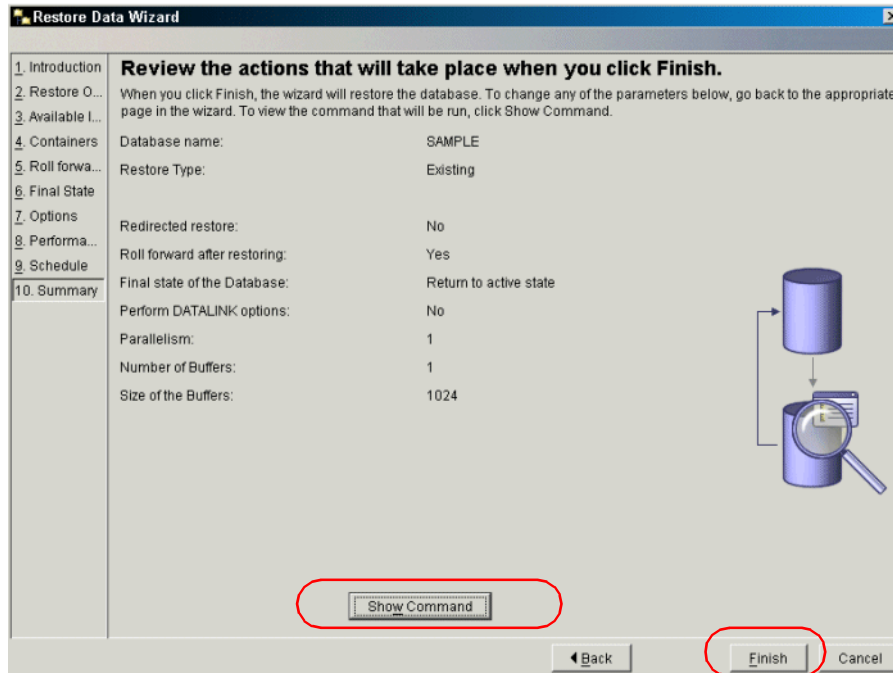 Restore Data Wizard
1. Introduction
2. Restore O...
3. Available I...
4. Containers
5. Roll forwa...
6. Final State
7. Options
8. Performa...
9. Schedule
10. Summary
Review the actions that will take place when you click Finish.
When you click Finish, the wizard will restore the database. To change any of the parameters below, go back to the appropriate
page in the wizard. To view the command that will be run, click Show Command.
Database name: SAMPLE
Restore Type: Existing
Redirected restore: No
Roll forward after restoring: Yes
Final state of the Database: Return to active state
Perform DATALINK options: No
Parallelism: 1
Number of Buffers: 1
Size of the Buffers: 1024
Show Command
Back Finish Cancel